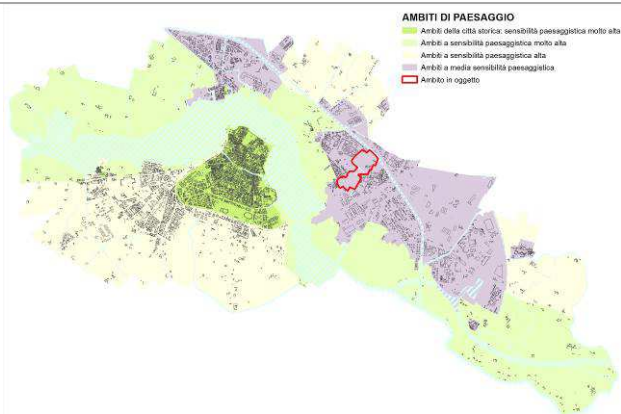 AMBITI DI PAESAGGIO
Ambiti della città storica: sensibilità paesaggistica molto alta
Ambiti a sensibilità paesaggistica molto alta
Ambiti a sensibilità paesaggistica alta
Ambiti a media sensibilità paesaggistica
Ambito in oggetto